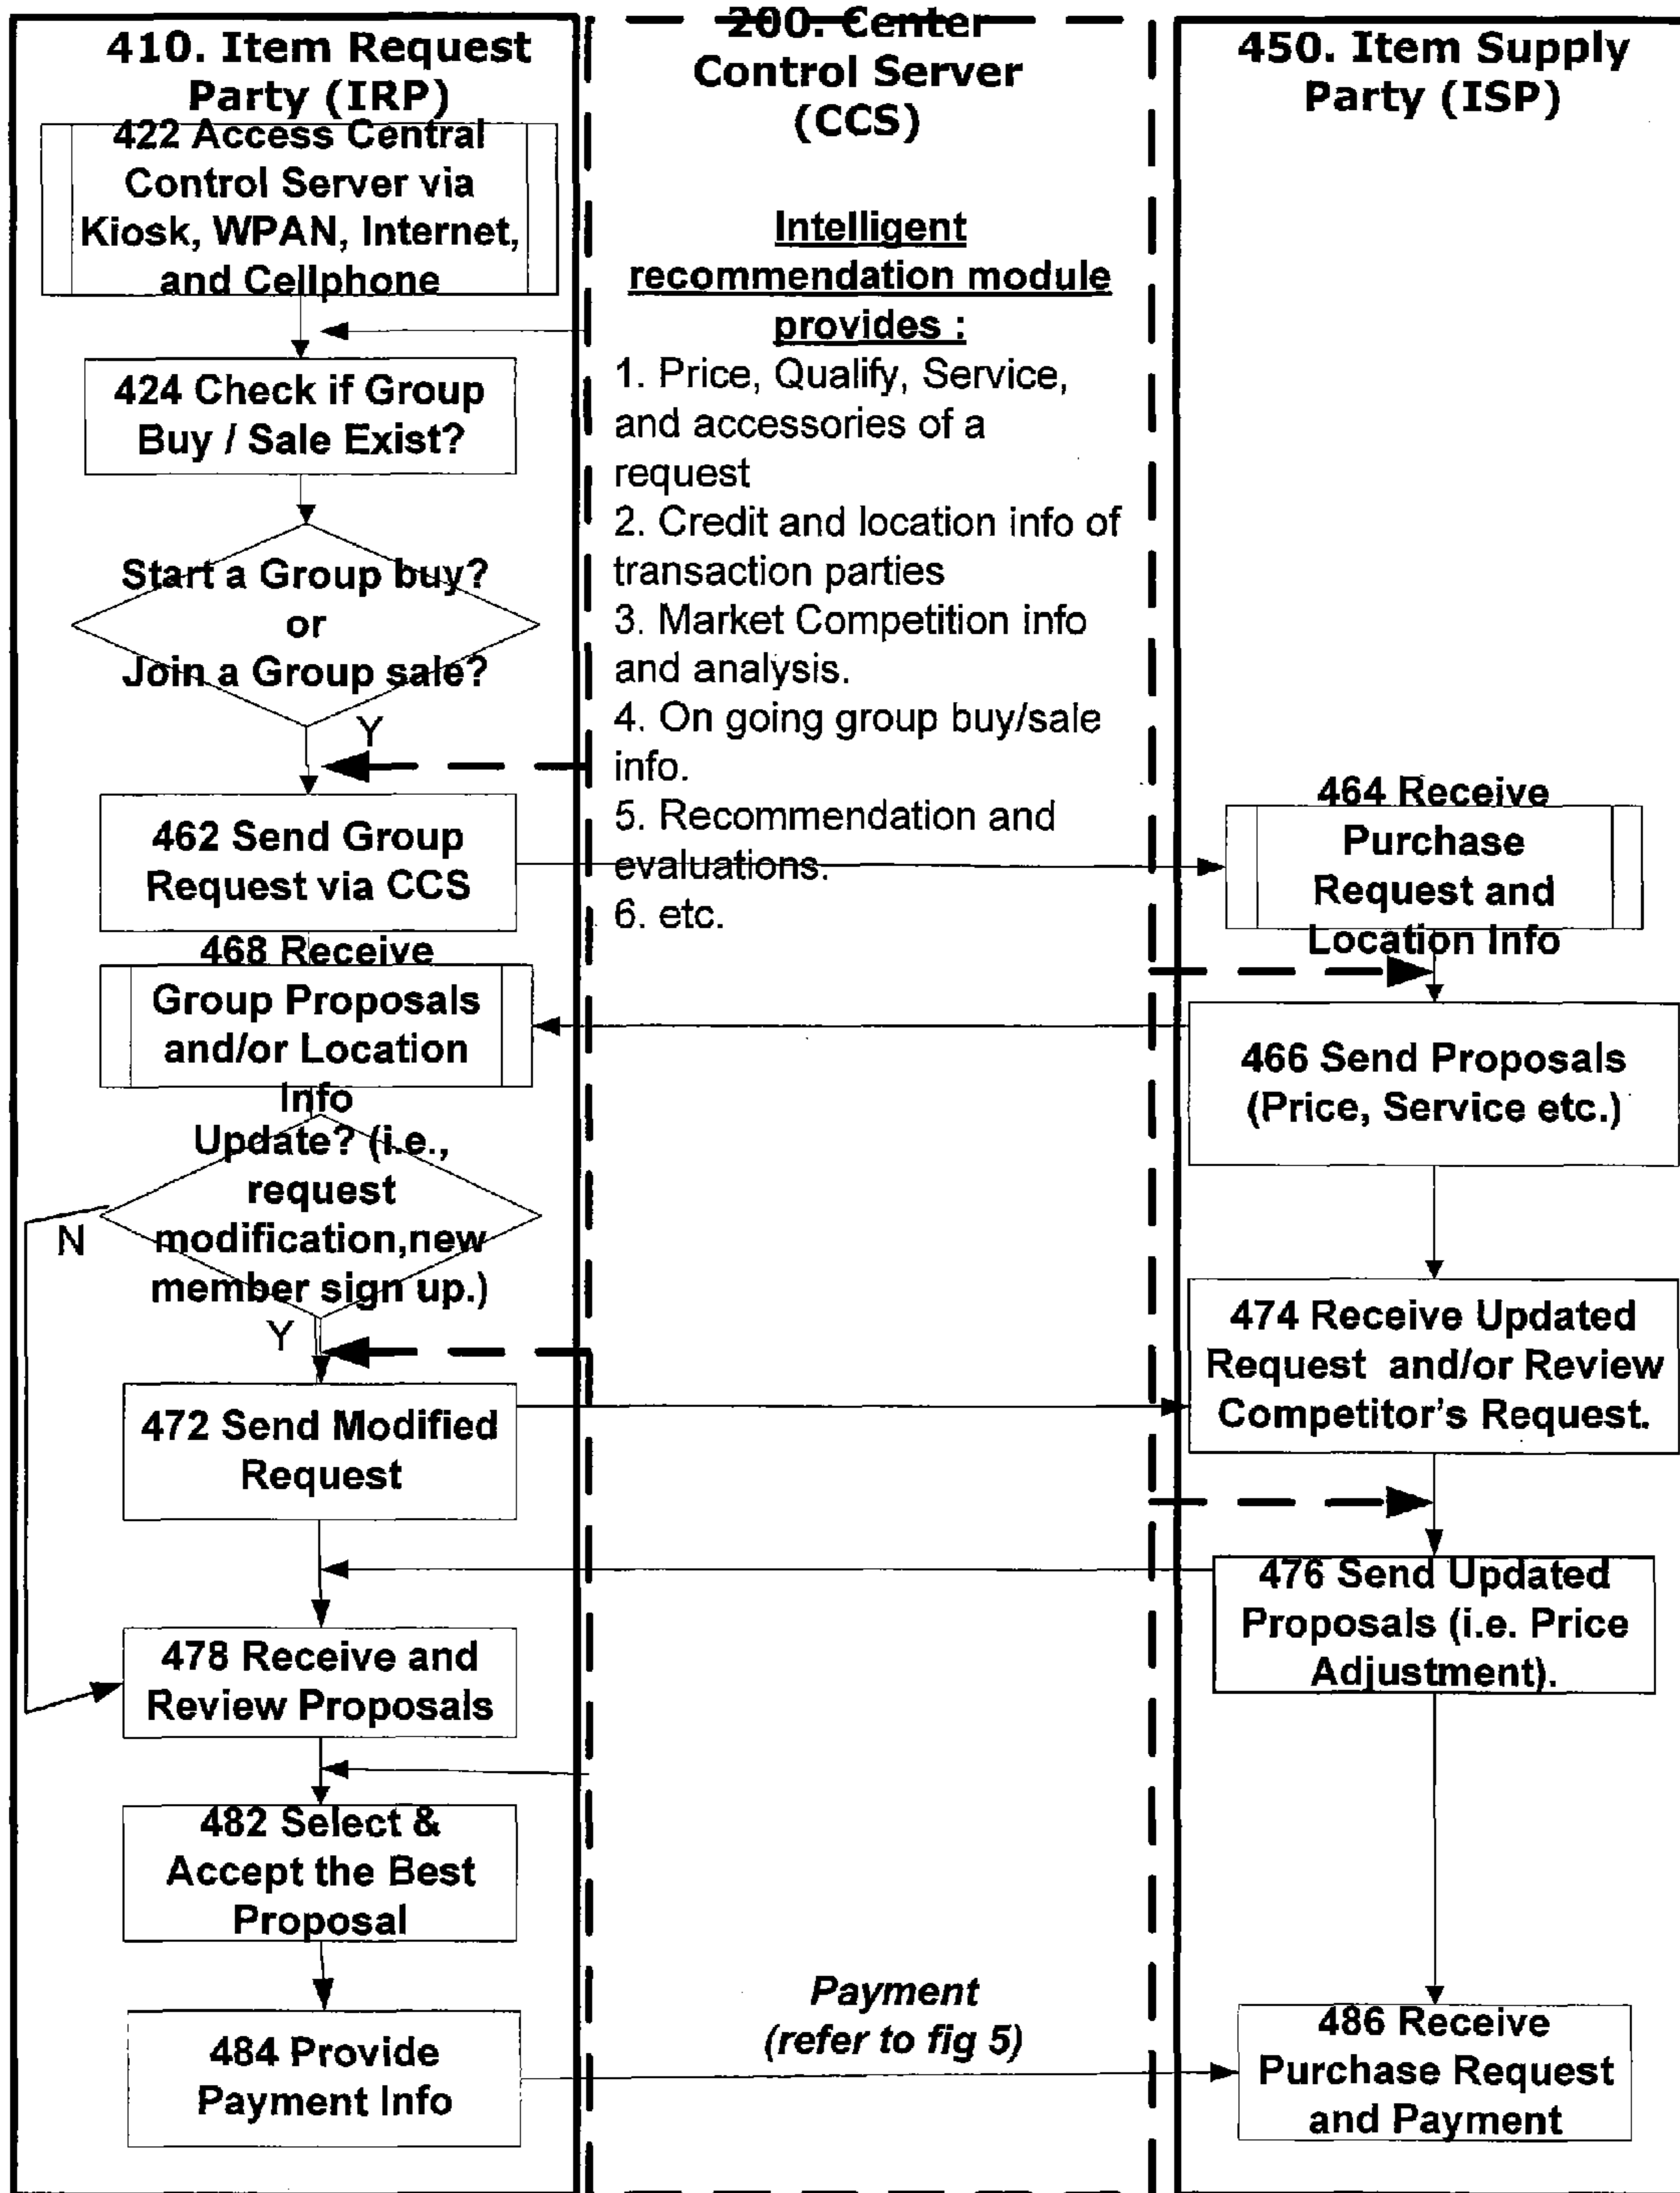 410. Item Request
Party (IRP)
422 Access Central
Control Server via
Kiosk, WPAN, Internet,
and Cellphone
424 Check if Group
Buy / Sale Exist?
Start a Group buy?
or
Join a Group sale?
Y
462 Send Group
Request via CCS
468 Receive
Group Proposals
and/or Location
Info
Update? (i.e.,
request
modification,new
member sign up.)
N
Y
472 Send Modified
Request
478 Receive and
Review Proposals
482 Select &
Accept the Best
Proposal
484 Provide
Payment Info
200. Center
Control Server
(CCS)
Intelligent
recommendation module
provides :
1. Price, Qualify, Service,
and accessories of a
request
2. Credit and location info of
transaction parties
3. Market Competition info
and analysis.
4. On going group buy/sale
info.
5. Recommendation and
evaluations.
6. etc.
Payment
(refer to fig 5)
450. Item Supply
Party (ISP)
464 Receive
Purchase
Request and
Location Info
466 Send Proposals
(Price, Service etc.)
474 Receive Updated
Request and/or Review
Competitor's Request.
476 Send Updated
Proposals (i.e. Price
Adjustment).
486 Receive
Purchase Request
and Payment